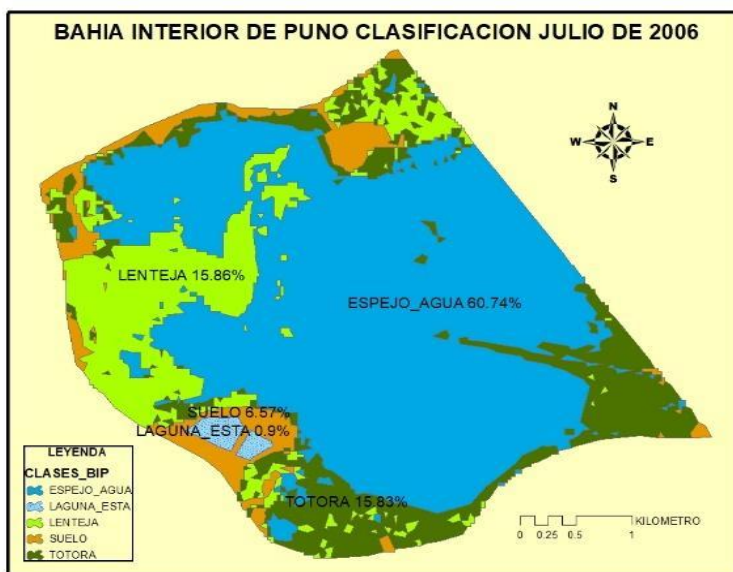 BAHIA INTERIOR DE PUNO CLASIFICACION JULIO DE 2006
N
W E
S
LENTEJA 15.86%
ESPEJO_AGUA 60.74%
SUELO 6.57%
LAGUNA_ESTA 0.9%
TOTORA 15.83%
LEYENDA
CLASES_BIP
ESPEJO_AGUA
LAGUNA_ESTA
LENTEJA
SUELO
TOTORA
KILOMETRO
0 0.25 0.5 1